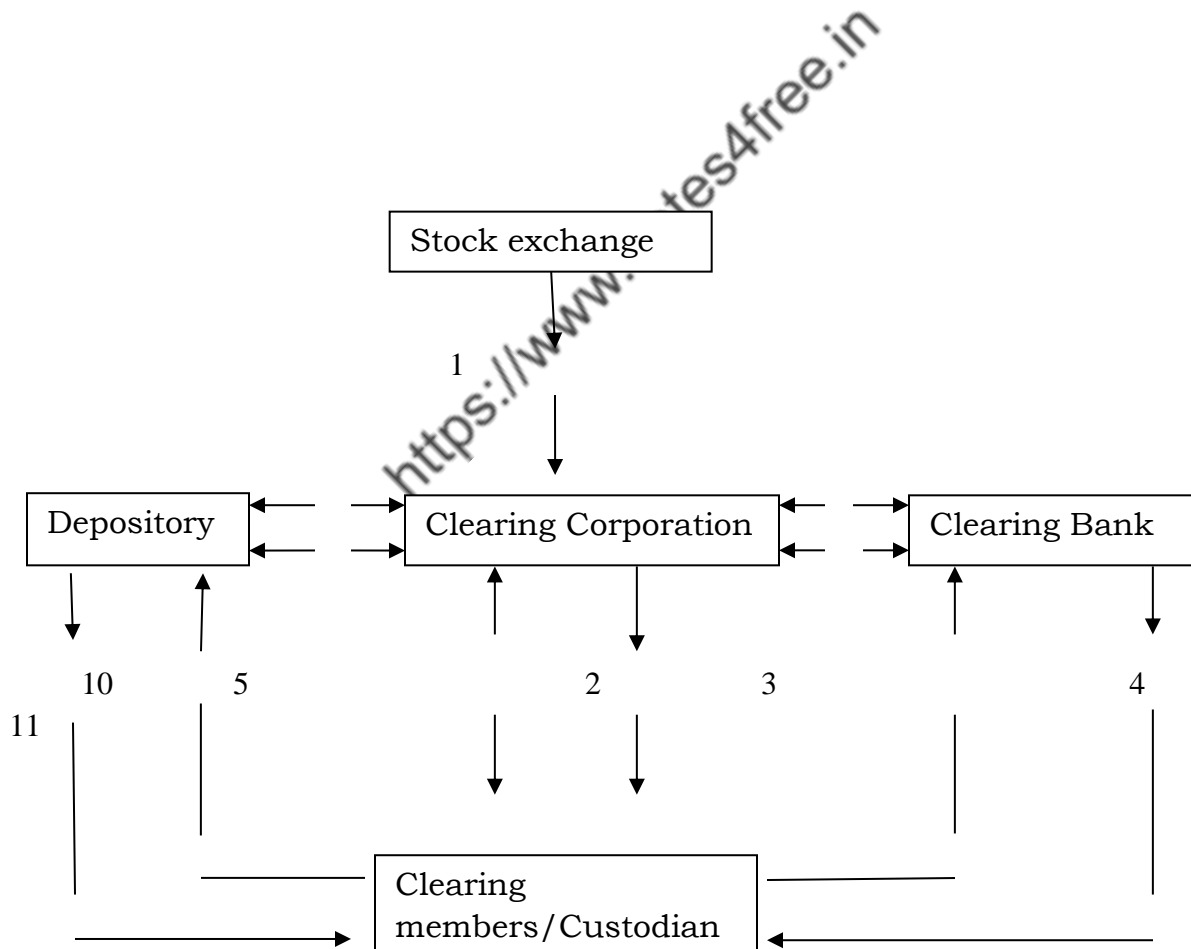 https://www.
tes4free.in
Stock exchange
1
Depository
Clearing Corporation
Clearing Bank
10
5
2
3
4
11
Clearing
members/Custodian